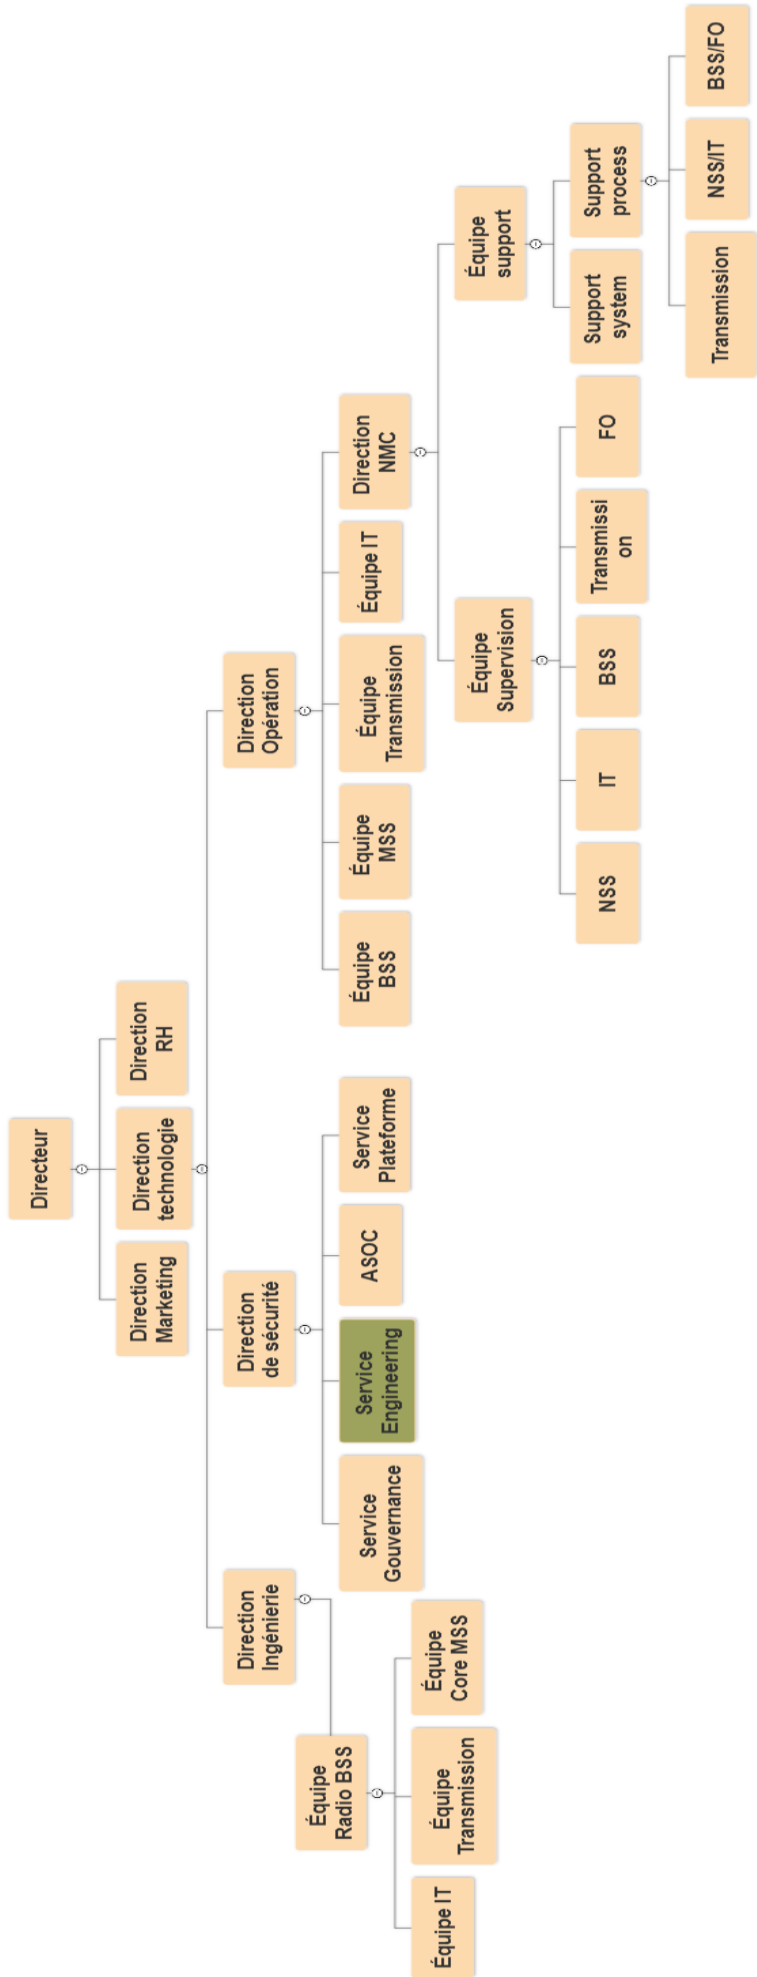 Directeur
Direction
Marketing
Direction
technologie
Direction
RH
Direction
Ingénierie
Direction
de sécurité
Direction
Opération
Équipe
Radio BSS
Service
Gouvernance
Service
Engineering
ASOC
Service
Plateforme
Équipe
BSS
Équipe
MSS
Équipe
Transmission
Équipe IT
Direction
NMC
Équipe IT
Équipe
Transmission
Équipe
Core MSS
Équipe
Supervision
Équipe
support
NSS
IT
BSS
Transmissi
on
FO
Support
system
Support
process
Transmission
NSS/IT
BSS/FO